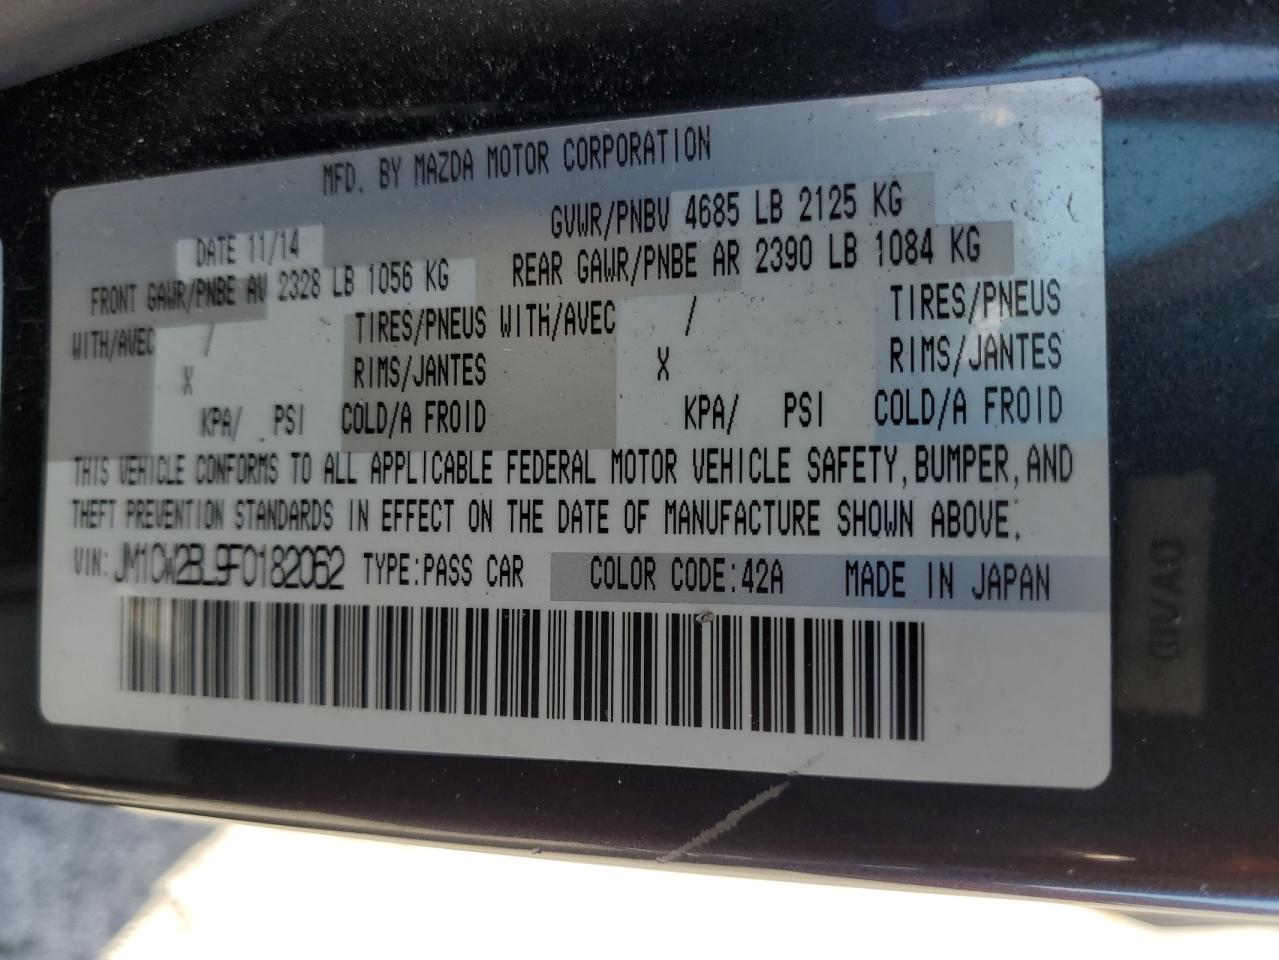 MFD. BY MAZDA MOTOR CORPORATION
DATE 11/14 GVWR/PNBV 4685 LB 2125 KG
FRONT GAWR/PNBE AV 2328 LB 1056 KG REAR GAWR/PNBE AR 2390 LB 1084 KG
WITH/AVEC / TIRES/PNEUS WITH/AVEC / TIRES/PNEUS
X RIMS/JANTES X RIMS/JANTES
KPA/ PSI COLD/A FROID KPA/ PSI COLD/A FROID
THIS VEHICLE CONFORMS TO ALL APPLICABLE FEDERAL MOTOR VEHICLE SAFETY, BUMPER, AND
THEFT PREVENTION STANDARDS IN EFFECT ON THE DATE OF MANUFACTURE SHOWN ABOVE.
VIN: JM1CW2BL9F0182052 TYPE:PASS CAR COLOR CODE:42A MADE IN JAPAN